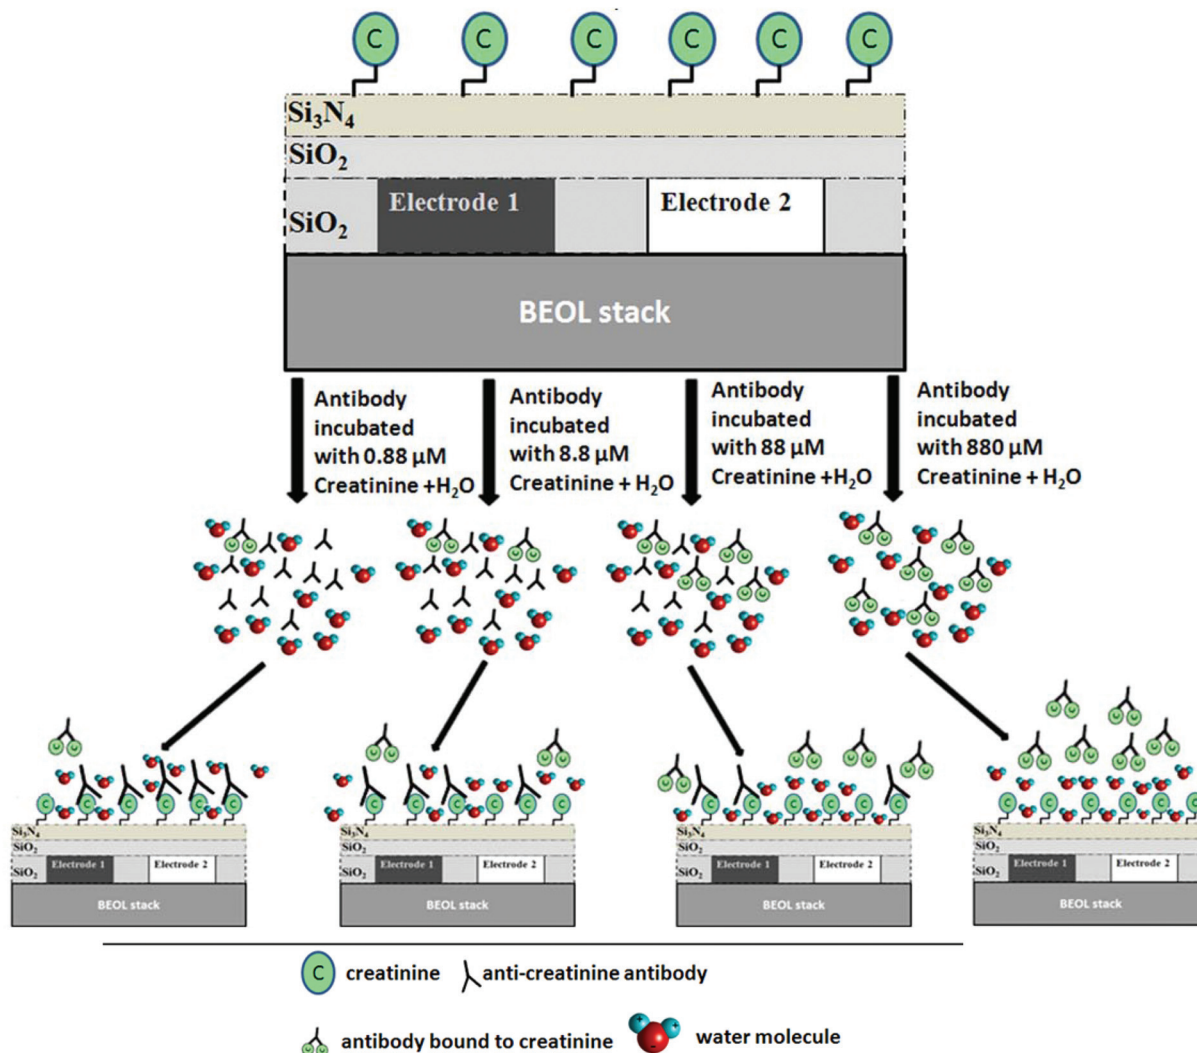 C C C C C C
Si₃N₄
SiO₂
SiO₂ Electrode 1 Electrode 2
BEOL stack
Antibody
incubated
with 0.88 µM
Creatinine +H₂O
Antibody
incubated
with 8.8 µM
Creatinine + H₂O
Antibody
incubated
with 88 µM
Creatinine +H₂O
Antibody
incubated
with 880 µM
Creatinine + H₂O
C C C C C C
Si₃N₄
SiO₂
SiO₂ Electrode 1 Electrode 2
BEOL stack
C C C C C C
Si₃N₄
SiO₂
SiO₂ Electrode 1 Electrode 2
BEOL stack
C C C C C C
Si₃N₄
SiO₂
SiO₂ Electrode 1 Electrode 2
BEOL stack
C C C C C C
Si₃N₄
SiO₂
SiO₂ Electrode 1 Electrode 2
BEOL stack
C creatinine anti-creatinine antibody
antibody bound to creatinine + + - water molecule